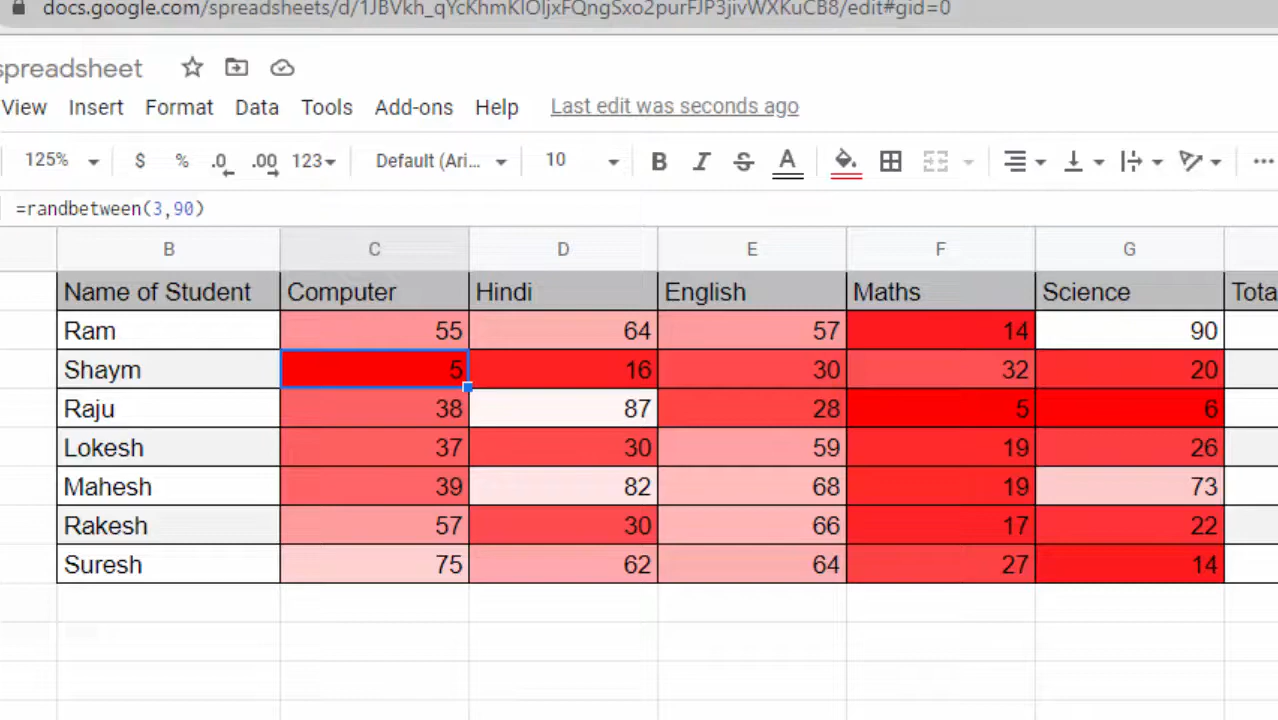 docs.google.com/spreadsheets/d/1JBVkh_qYcKhmKIOljxFQngSxo2purFJP3jivWXKuCB8/edit#gid=0
spreadsheet
View Insert Format Data Tools Add-ons Help Last edit was seconds ago
125% $ % .0 .00 123 Default (Ari... 10 B I S A ...
=randbetween(3,90)
B C D E F G
Name of Student Computer Hindi English Maths Science Tota
Ram 55 64 57 14 90
Shaym 5 16 30 32 20
Raju 38 87 28 5 6
Lokesh 37 30 59 19 26
Mahesh 39 82 68 19 73
Rakesh 57 30 66 17 22
Suresh 75 62 64 27 14